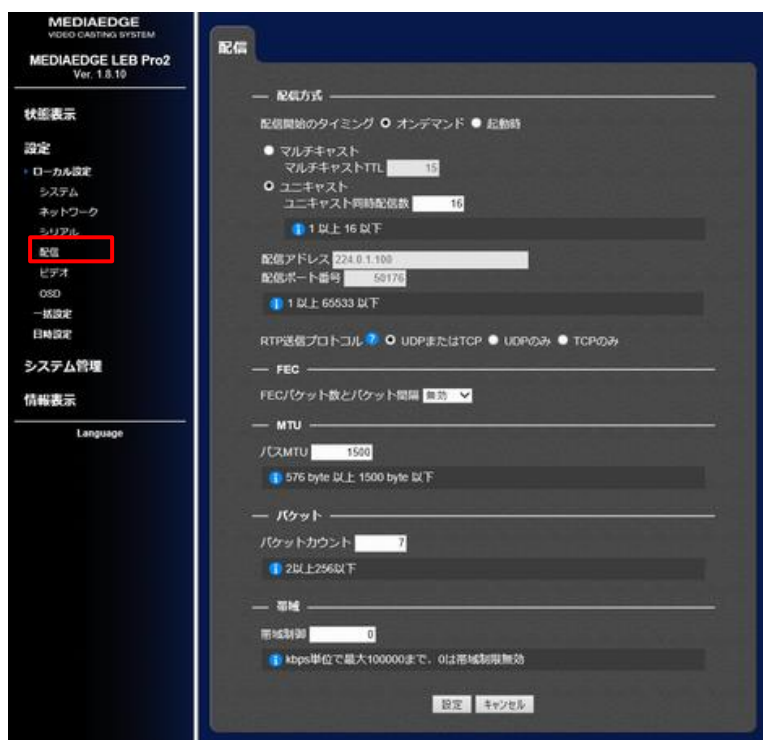 MEDIAEDGE
VIDEO CASTING SYSTEM
MEDIAEDGE LEB Pro2
Ver. 1.8.10
状態表示
設定
ローカル設定
システム
ネットワーク
シリアル
配信
ビデオ
OSD
一括設定
日時設定
システム管理
情報表示
Language
配信
配信方式
配信開始のタイミング オンデマンド 起動時
マルチキャスト
マルチキャストTTL 15
ユニキャスト
ユニキャスト同時配信数 16
1 以上 16 以下
配信アドレス 224.0.1.100
配信ポート番号 50176
1 以上 65533 以下
RTP送信プロトコル ? UDPまたはTCP UDPのみ TCPのみ
FEC
FECパケット数とパケット間隔 無効
MTU
パスMTU 1500
576 byte 以上 1500 byte 以下
パケット
パケットカウント 7
2以上256以下
帯域
帯域制御 0
kbps単位で最大100000まで、0は帯域制限無効
設定 キャンセル